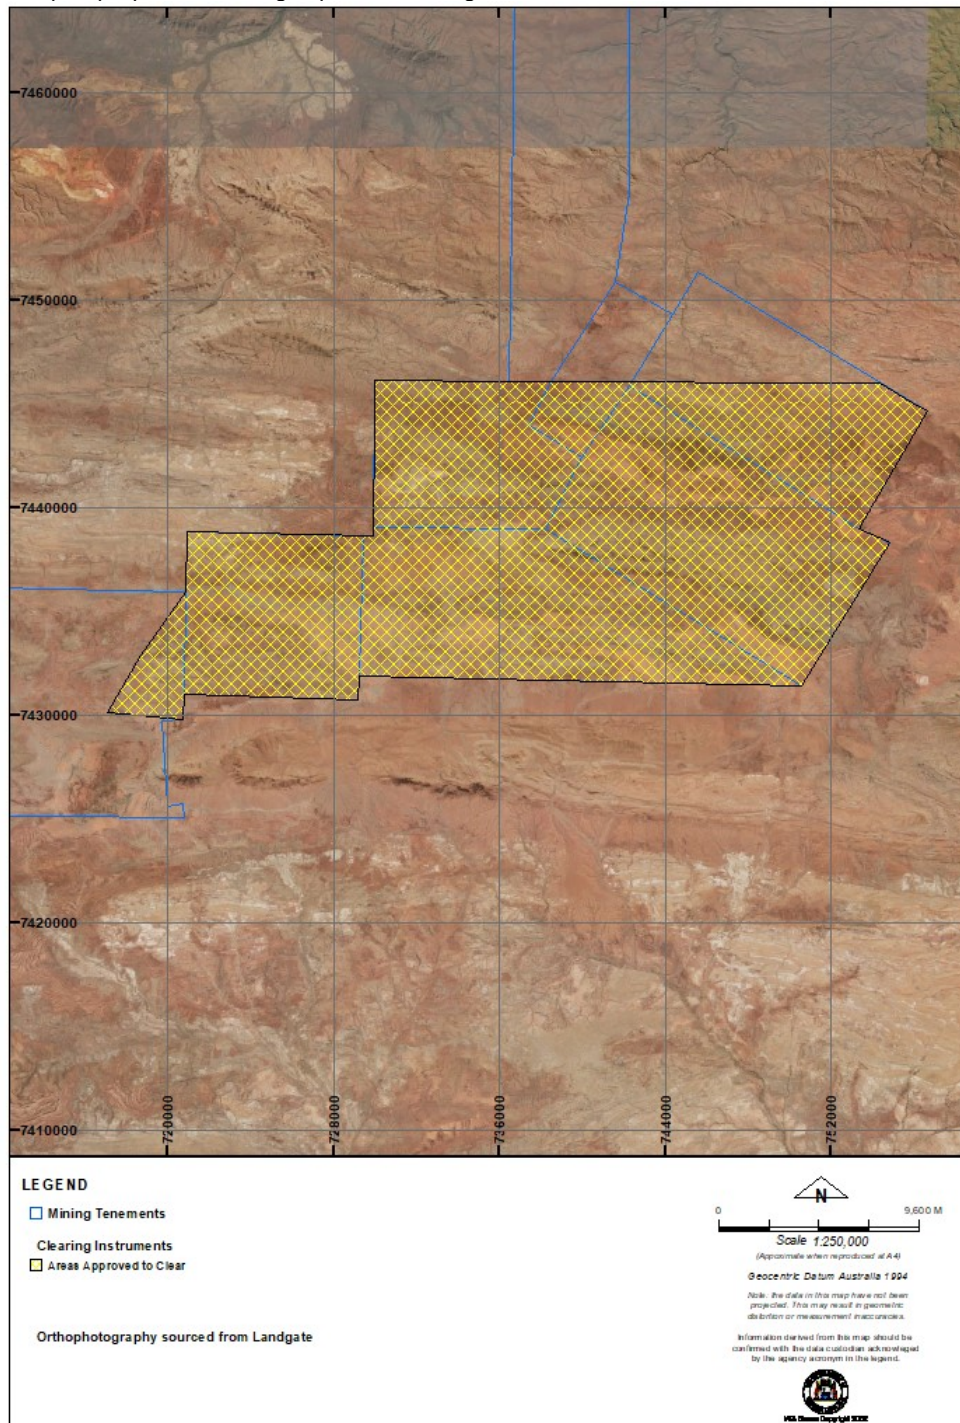 7460000
7450000
7440000
7430000
7420000
7410000
720000
728000
736000
744000
752000
LEGEND
Mining Tenements
Clearing Instruments
Areas Approved to Clear
Orthophotography sourced from Landgate
N
0 9,600 M
Scale 1:250,000
(Approximate when reproduced at A4)
Geocentric Datum Australia 1994
Note: the data in this map have not been
projected. This may result in geometric
distortion or measurement inaccuracies.
Information derived from this map should be
confirmed with the data custodian acknowleged
by the agency acronym in the legend.